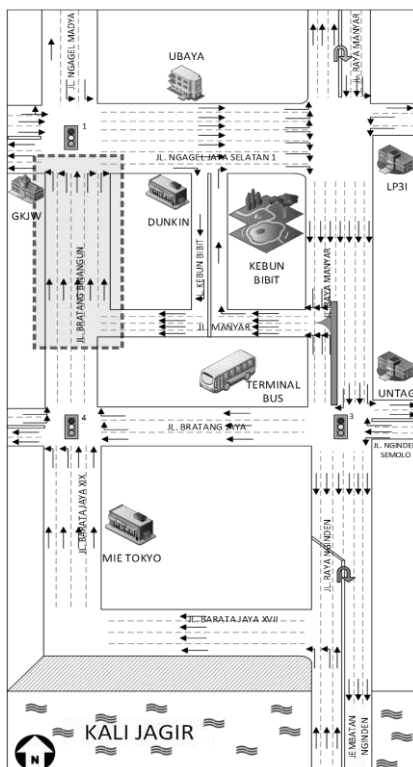 JL. NGAGEL MADYA
UBAYA
JL. RAYA MANYAR
1
JL. NGAGEL JAYA SELATAN 1
LP3I
GKJW
DUNKIN
JL. KEBUN BIBIT
KEBUN
BIBIT
JL. RAYA MANYAR
JL. BRATANG BINANGUN
JL. MANYAR
TERMINAL
BUS
UNTAG
4
JL. BRATANG JAYA
3
JL. NGINDEN
SEMOLO
JL. BARATA JAYA XIX
MIE TOKYO
JL. RAYA NGINDEN
JL. BARATA JAYA XVII
KALI JAGIR
JEMBATAN
NGINDEN
N